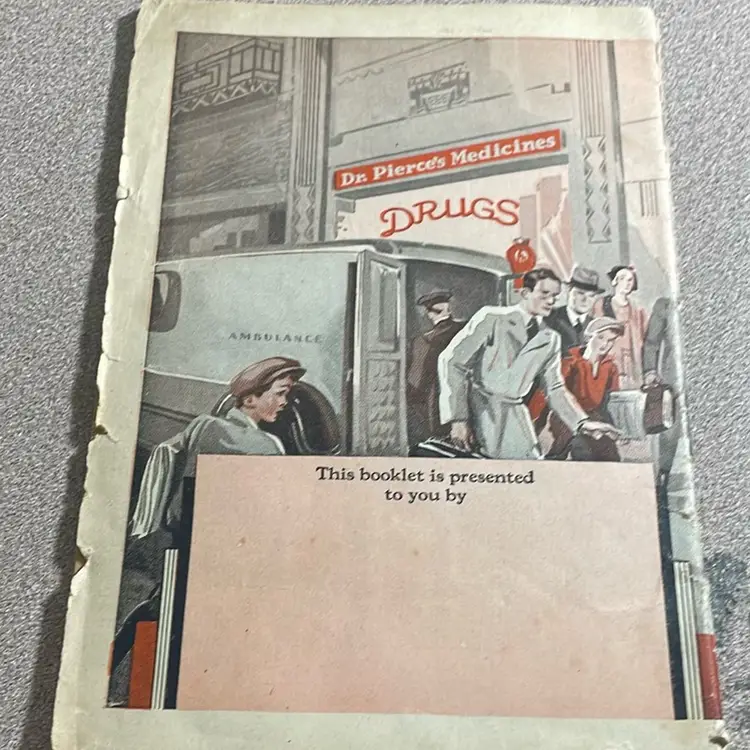 Dr. Pierce's Medicines
DRUGS
AMBULANCE
This booklet is presented
to you by